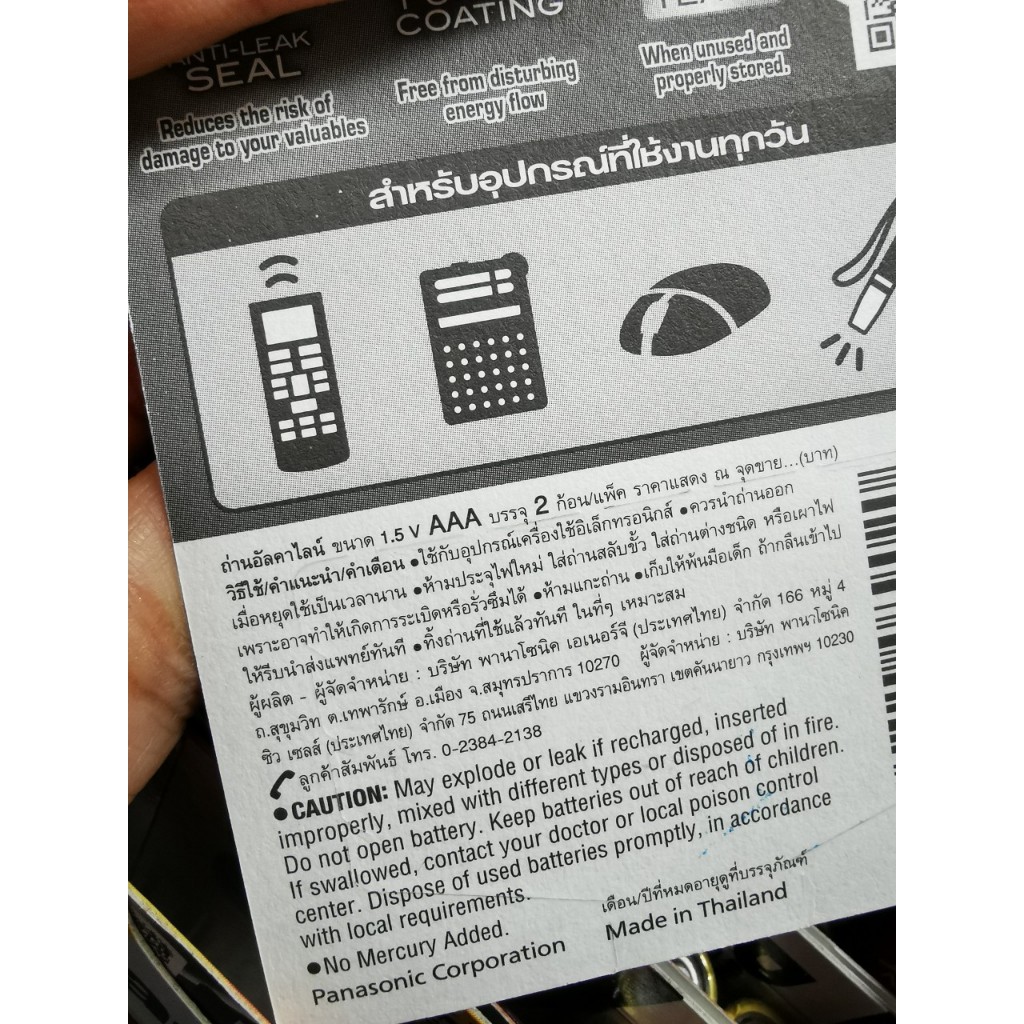 COATING
ANTI-LEAK
SEAL
When unused and
properly stored.
Free from disturbing
energy flow
Reduces the risk of
damage to your valuables
สำหรับอุปกรณ์ที่ใช้งานทุกวัน
ถ่านอัลคาไลน์ ขนาด 1.5 V AAA บรรจุ 2 ก้อน/แพ็ค ราคาแสดง ณ จุดขาย...(บาท)
วิธีใช้/คำแนะนำ/คำเตือน •ใช้กับอุปกรณ์เครื่องใช้อิเล็กทรอนิกส์ •ควรนำถ่านออก
เมื่อหยุดใช้เป็นเวลานาน •ห้ามประจุไฟใหม่ ใส่ถ่านสลับขั้ว ใส่ถ่านต่างชนิด หรือเผาไฟ
เพราะอาจทำให้เกิดการระเบิดหรือรั่วซึมได้ •ห้ามแกะถ่าน •เก็บให้พ้นมือเด็ก ถ้ากลืนเข้าไป
ให้รีบนำส่งแพทย์ทันที •ทิ้งถ่านที่ใช้แล้วทันที ในที่ๆ เหมาะสม
ผู้ผลิต - ผู้จัดจำหน่าย : บริษัท พานาโซนิค เอเนอร์จี (ประเทศไทย) จำกัด 166 หมู่ 4
ถ.สุขุมวิท ต.เทพารักษ์ อ.เมือง จ.สมุทรปราการ 10270 ผู้จัดจำหน่าย : บริษัท พานาโซนิค
ซิว เซลส์ (ประเทศไทย) จำกัด 75 ถนนเสรีไทย แขวงรามอินทรา เขตคันนายาว กรุงเทพฯ 10230
ลูกค้าสัมพันธ์ โทร. 0-2384-2138
•CAUTION: May explode or leak if recharged, inserted
improperly, mixed with different types or disposed of in fire.
Do not open battery. Keep batteries out of reach of children.
If swallowed, contact your doctor or local poison control
center. Dispose of used batteries promptly, in accordance
with local requirements.
•No Mercury Added.
เดือน/ปีที่หมดอายุดูที่บรรจุภัณฑ์
Panasonic Corporation Made in Thailand